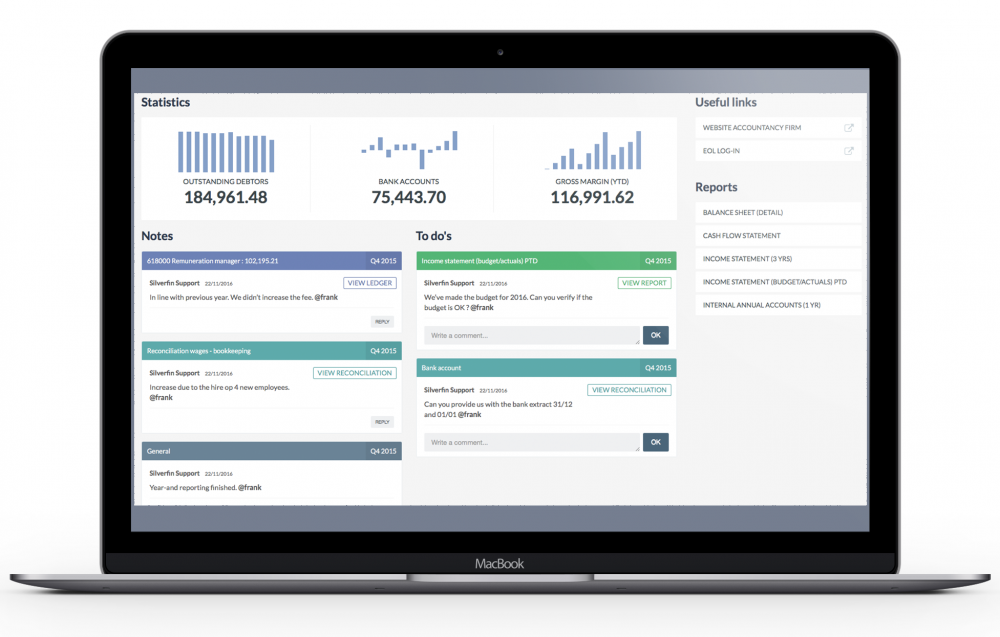 Statistics
OUTSTANDING DEBTORS
184,961.48
BANK ACCOUNTS
75,443.70
GROSS MARGIN (YTD)
116,991.62
Notes
618000 Remuneration manager : 102,195.21 Q4 2015
Silverfin Support 22/11/2016 VIEW LEDGER
In line with previous year. We didn't increase the fee. @frank
REPLY
Reconciliation wages - bookkeeping Q4 2015
Silverfin Support 22/11/2016 VIEW RECONCILIATION
Increase due to the hire op 4 new employees.
@frank
REPLY
General Q4 2015
Silverfin Support 22/11/2016
Year-and reporting finished. @frank
To do's
Income statement (budget/actuals) PTD Q4 2015
Silverfin Support 22/11/2016 VIEW REPORT
We've made the budget for 2016. Can you verify if the
budget is OK ? @frank
Write a comment... OK
Bank account Q4 2015
Silverfin Support 22/11/2016 VIEW RECONCILIATION
Can you provide us with the bank extract 31/12
and 01/01 @frank
Write a comment... OK
Useful links
WEBSITE ACCOUNTANCY FIRM
EOL LOG-IN
Reports
BALANCE SHEET (DETAIL)
CASH FLOW STATEMENT
INCOME STATEMENT (3 YRS)
INCOME STATEMENT (BUDGET/ACTUALS) PTD
INTERNAL ANNUAL ACCOUNTS (1 YR)
MacBook